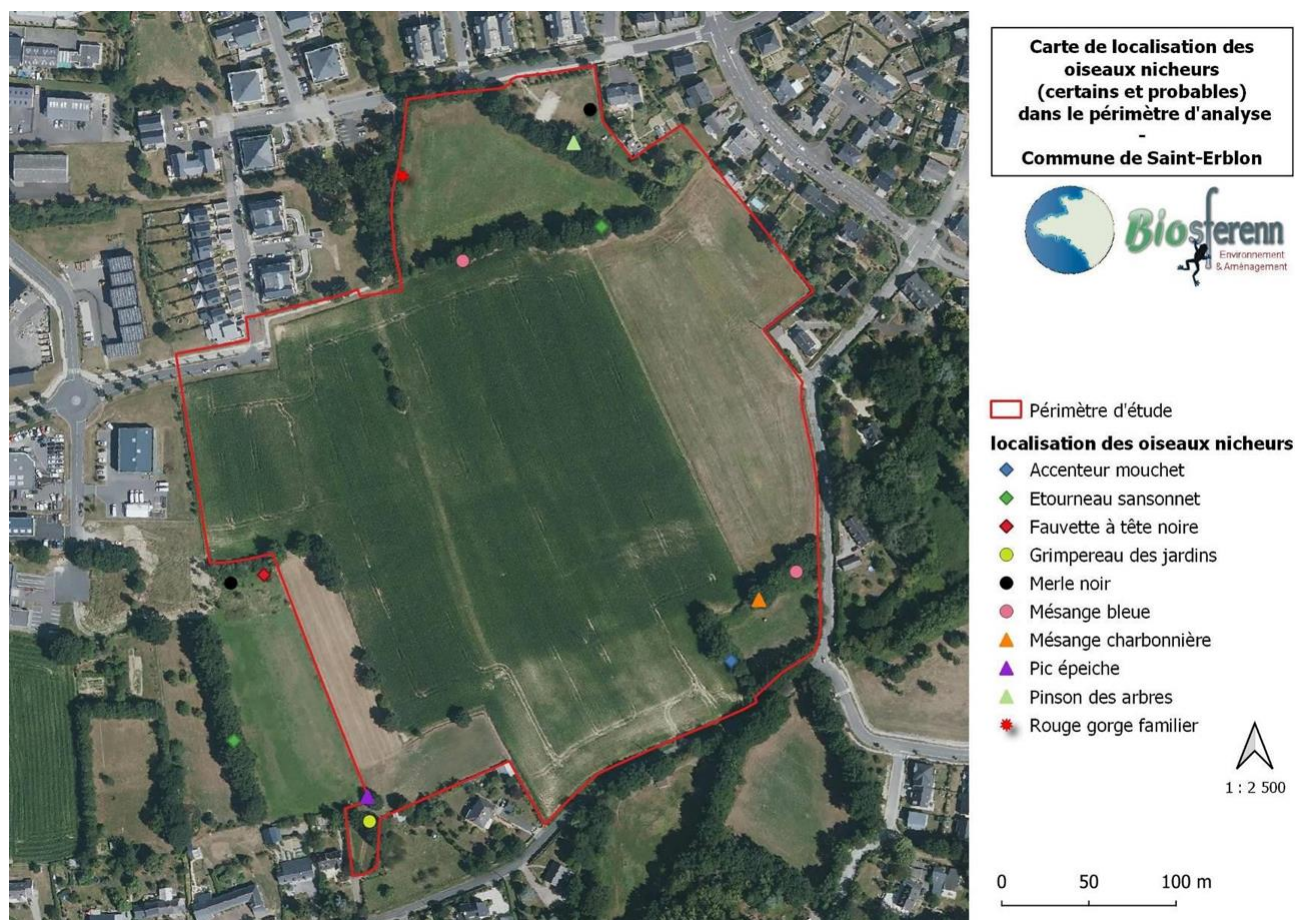 Carte de localisation des
oiseaux nicheurs
(certains et probables)
dans le périmètre d'analyse
-
Commune de Saint-Erblon
Biosferenn
Environnement
& Aménagement
Périmètre d'étude
localisation des oiseaux nicheurs
Accenteur mouchet
Etourneau sansonnet
Fauvette à tête noire
Grimpereau des jardins
Merle noir
Mésange bleue
Mésange charbonnière
Pic épeiche
Pinson des arbres
Rouge gorge familier
1 : 2 500
0 50 100 m